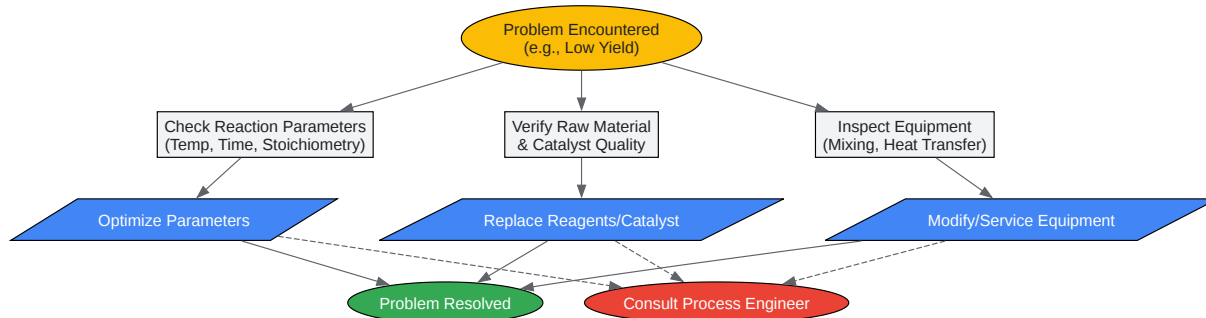 Problem Encountered
(e.g., Low Yield)
Check Reaction Parameters
(Temp, Time, Stoichiometry)
Verify Raw Material
& Catalyst Quality
Inspect Equipment
(Mixing, Heat Transfer)
Optimize Parameters
Replace Reagents/Catalyst
Modify/Service Equipment
Problem Resolved
Consult Process Engineer